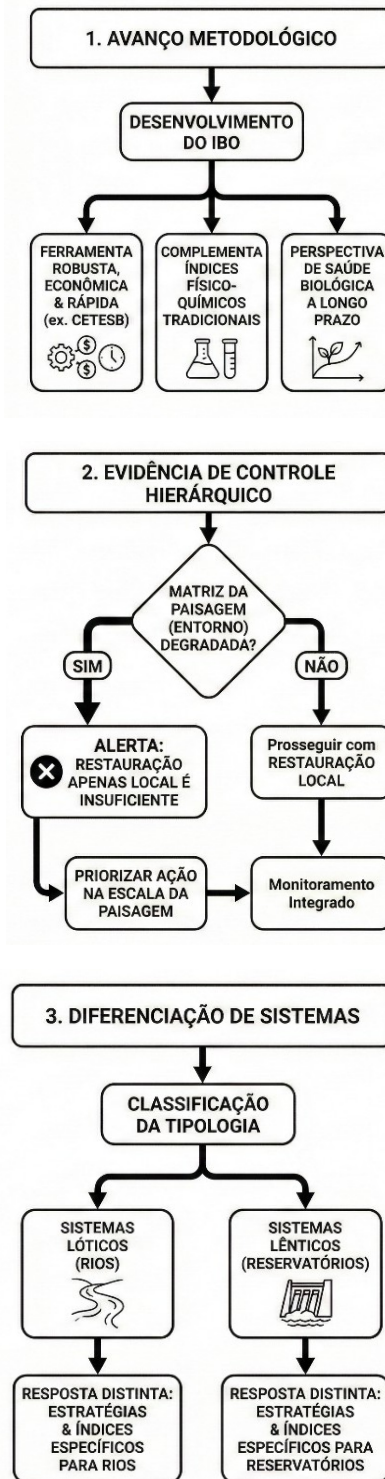 1. AVANÇO METODOLÓGICO
DESENVOLVIMENTO
DO IBO
FERRAMENTA
ROBUSTA,
ECONÔMICA
& RÁPIDA
(ex. CETESB)
$
$
COMPLEMENTA
ÍNDICES
FÍSICO-
QUÍMICOS
TRADICIONAIS
PERSPECTIVA
DE SAÚDE
BIOLÓGICA
A LONGO
PRAZO
2. EVIDÊNCIA DE CONTROLE
HIERÁRQUICO
MATRIZ DA
PAISAGEM
(ENTORNO)
DEGRADADA?
SIM
NÃO
ALERTA:
RESTAURAÇÃO
APENAS LOCAL É
INSUFICIENTE
Prosseguir com
RESTAURAÇÃO
LOCAL
PRIORIZAR AÇÃO
NA ESCALA DA
PAISAGEM
Monitoramento
Integrado
3. DIFERENCIAÇÃO DE SISTEMAS
CLASSIFICAÇÃO
DA TIPOLOGIA
SISTEMAS
LÓTICOS
(RIOS)
SISTEMAS
LÊNTICOS
(RESERVATÓRIOS)
RESPOSTA DISTINTA:
ESTRATÉGIAS
& ÍNDICES
ESPECÍFICOS
PARA RIOS
RESPOSTA DISTINTA:
ESTRATÉGIAS
& ÍNDICES
ESPECÍFICOS PARA
RESERVATÓRIOS